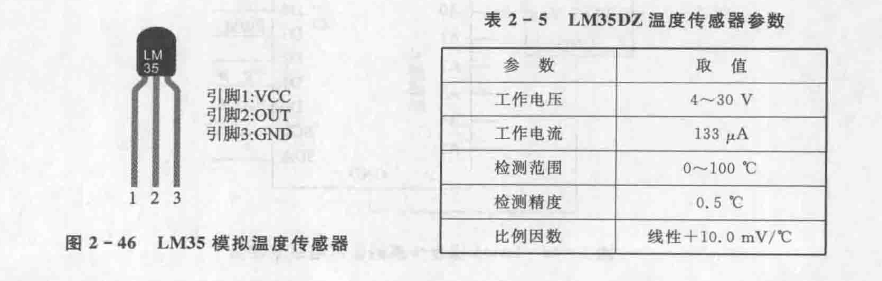 LM
35
引脚1:VCC
引脚2:OUT
引脚3:GND
1 2 3
图 2-46 LM35 模拟温度传感器
表 2-5 LM35DZ 温度传感器参数
参 数 取 值
工作电压 4～30 V
工作电流 133 μA
检测范围 0～100 ℃
检测精度 0.5 ℃
比例因数 线性+10.0 mV/℃